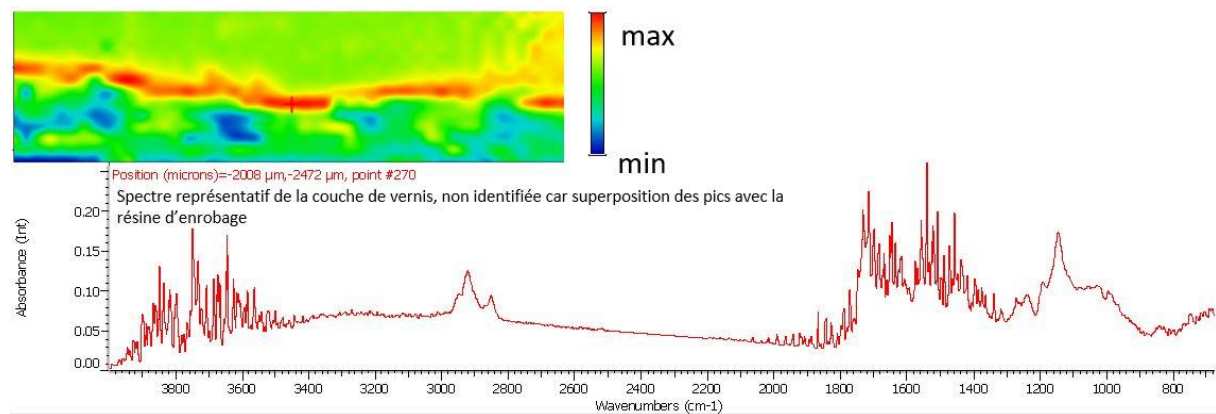 max
min
Position (microns)=-2008 µm,-2472 µm, point #270
Spectre représentatif de la couche de vernis, non identifiée car superposition des pics avec la
résine d’enrobage
0.20
0.15
0.10
0.05
0.00
Absorbance (Int)
3800 3600 3400 3200 3000 2800 2600 2400 2200 2000 1800 1600 1400 1200 1000 800
Wavenumbers (cm-1)